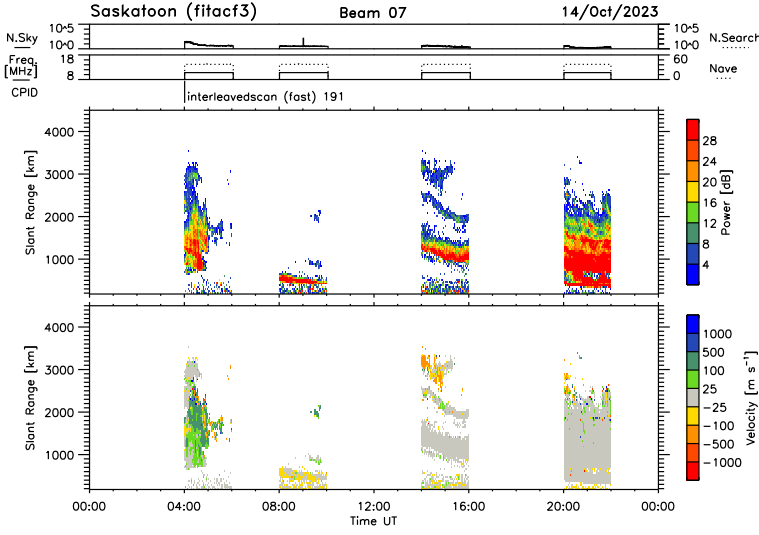 Saskatoon (fitacf3) Beam 07 14/Oct/2023
N.Sky 10^5 10^5 N.Search
10^0 10^0
Freq. 18 60 Nave
[MHz] 8 0
CPID interleavedscan (fast) 191
Slant Range [km]
4000
3000
2000
1000
Power [dB]
28
24
20
16
12
8
4
Slant Range [km]
4000
3000
2000
1000
Velocity [m s^-1]
1000
500
100
25
-25
-100
-500
-1000
00:00 04:00 08:00 12:00 16:00 20:00 00:00
Time UT